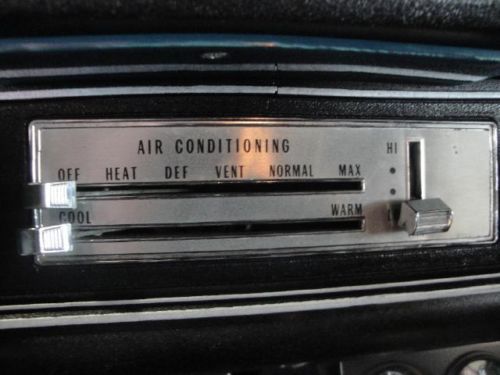 AIR CONDITIONING HI
OFF HEAT DEF VENT NORMAL MAX
COOL WARM